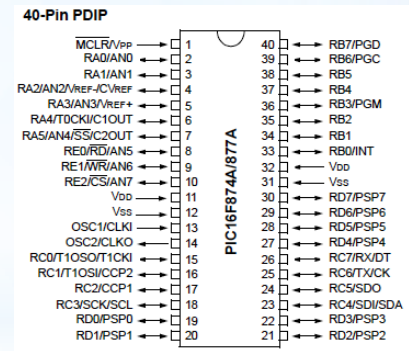 40-Pin PDIP
MCLR/VPP 1 40 RB7/PGD
RA0/AN0 2 39 RB6/PGC
RA1/AN1 3 38 RB5
RA2/AN2/VREF-/CVREF 4 37 RB4
RA3/AN3/VREF+ 5 36 RB3/PGM
RA4/T0CKI/C1OUT 6 35 RB2
RA5/AN4/SS/C2OUT 7 34 RB1
RE0/RD/AN5 8 33 RB0/INT
RE1/WR/AN6 9 32 VDD
RE2/CS/AN7 10 31 VSS
VDD 11 30 RD7/PSP7
VSS 12 29 RD6/PSP6
OSC1/CLKI 13 28 RD5/PSP5
OSC2/CLKO 14 27 RD4/PSP4
RC0/T1OSO/T1CKI 15 26 RC7/RX/DT
RC1/T1OSI/CCP2 16 25 RC6/TX/CK
RC2/CCP1 17 24 RC5/SDO
RC3/SCK/SCL 18 23 RC4/SDI/SDA
RD0/PSP0 19 22 RD3/PSP3
RD1/PSP1 20 21 RD2/PSP2
PIC16F874A/877A